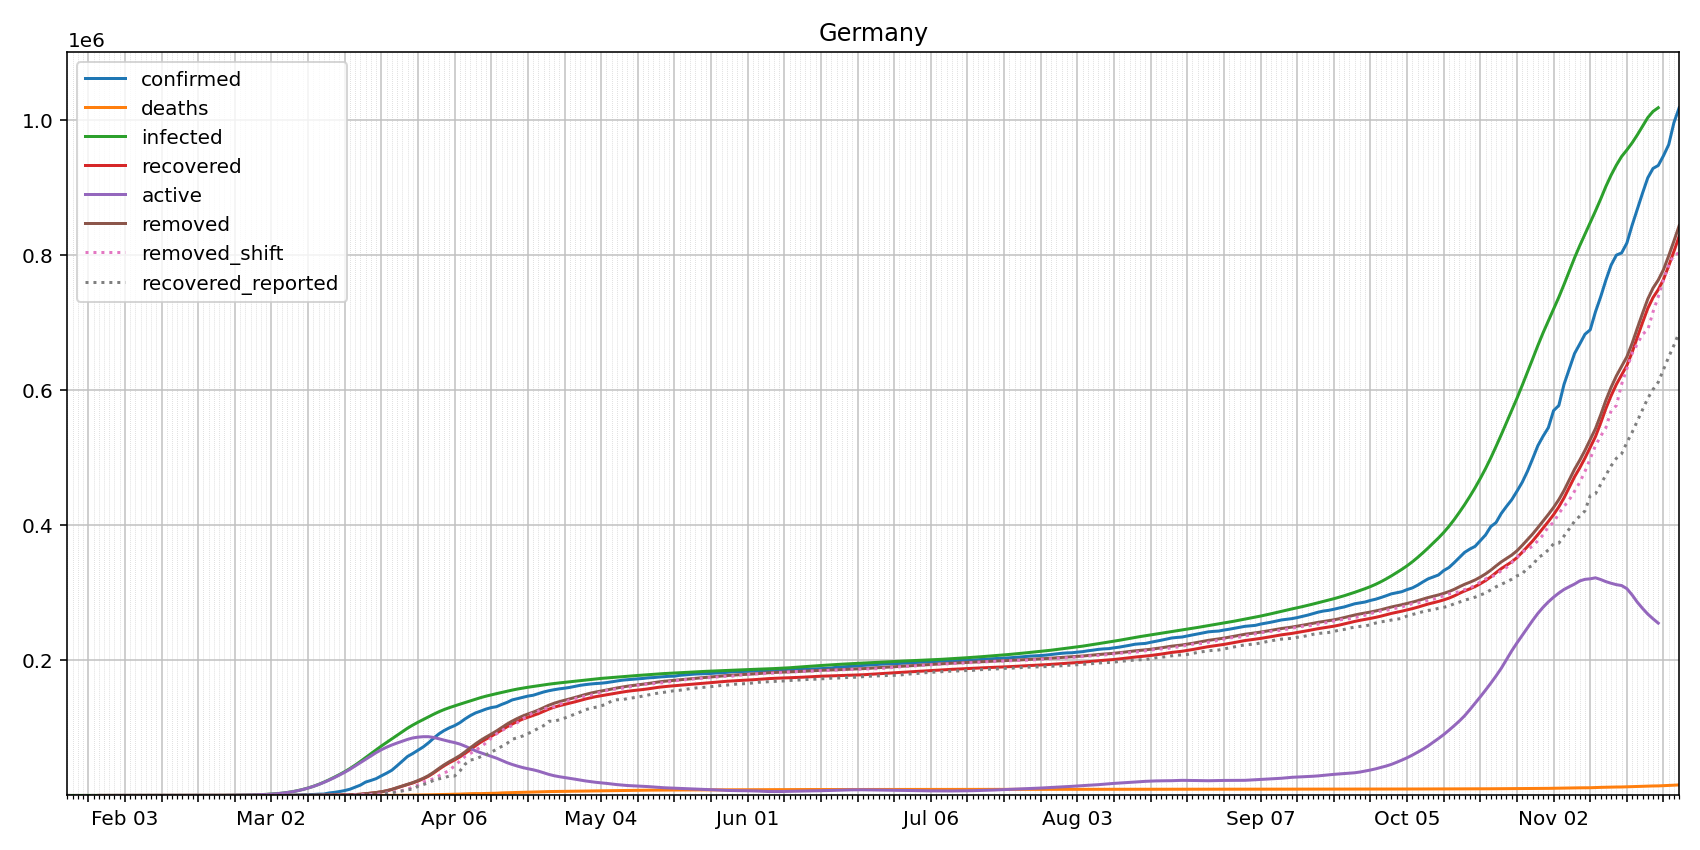 Germany
1e6
confirmed
deaths
infected
recovered
active
removed
removed_shift
recovered_reported
1.0
0.8
0.6
0.4
0.2
Feb 03 Mar 02 Apr 06 May 04 Jun 01 Jul 06 Aug 03 Sep 07 Oct 05 Nov 02